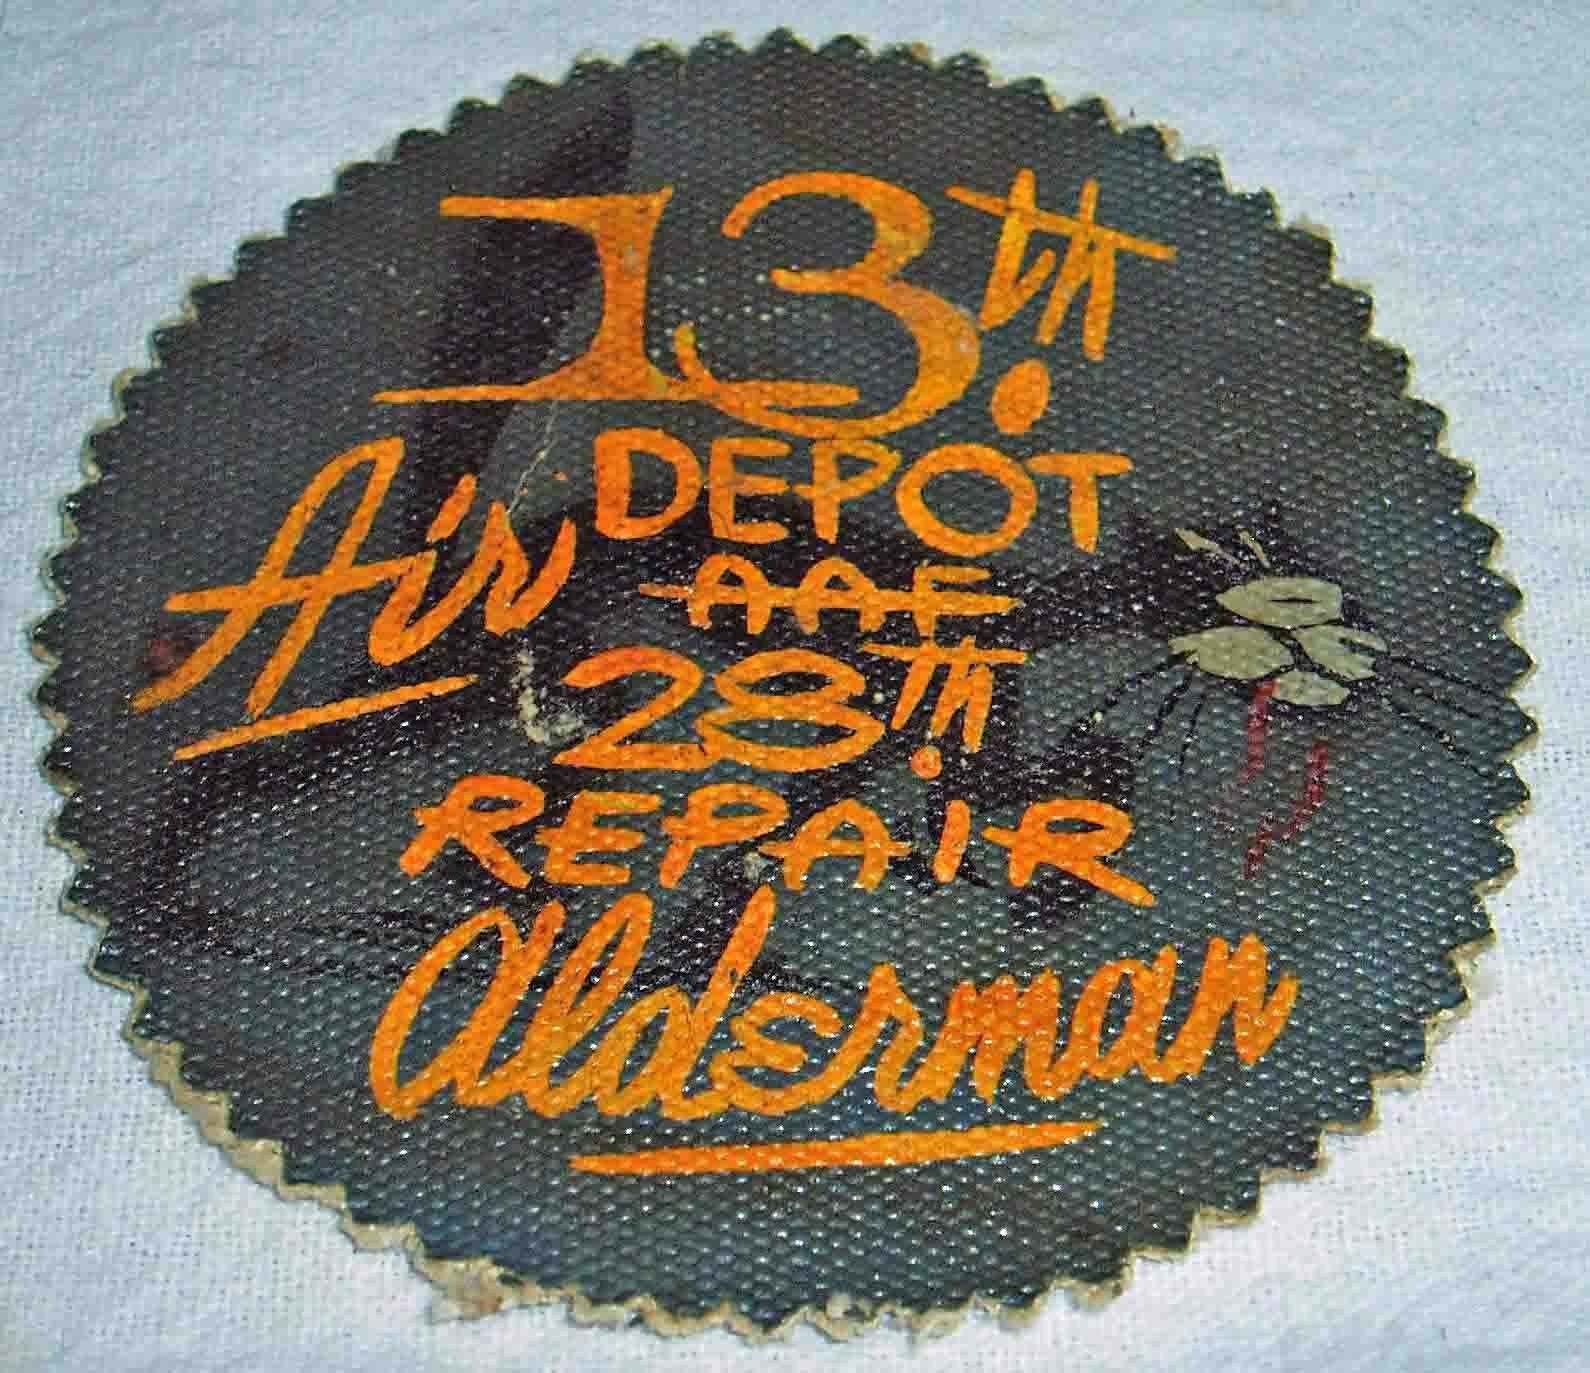 13th.
Air DEPOT
AAF
28th.
REPAIR
Alderman